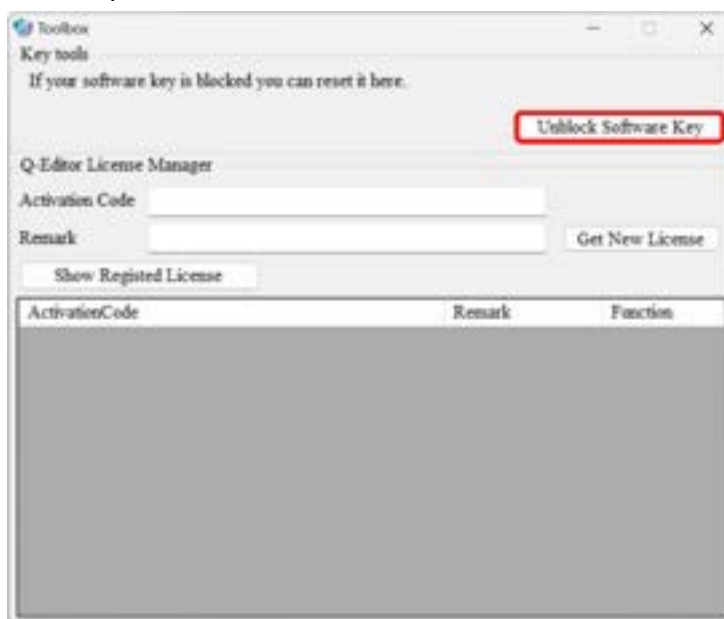 Toolbox
Key tools
If your software key is blocked you can reset it here.
Unblock Software Key
Q-Editor License Manager
Activation Code
Remark
Get New License
Show Registed License
ActivationCode Remark Function